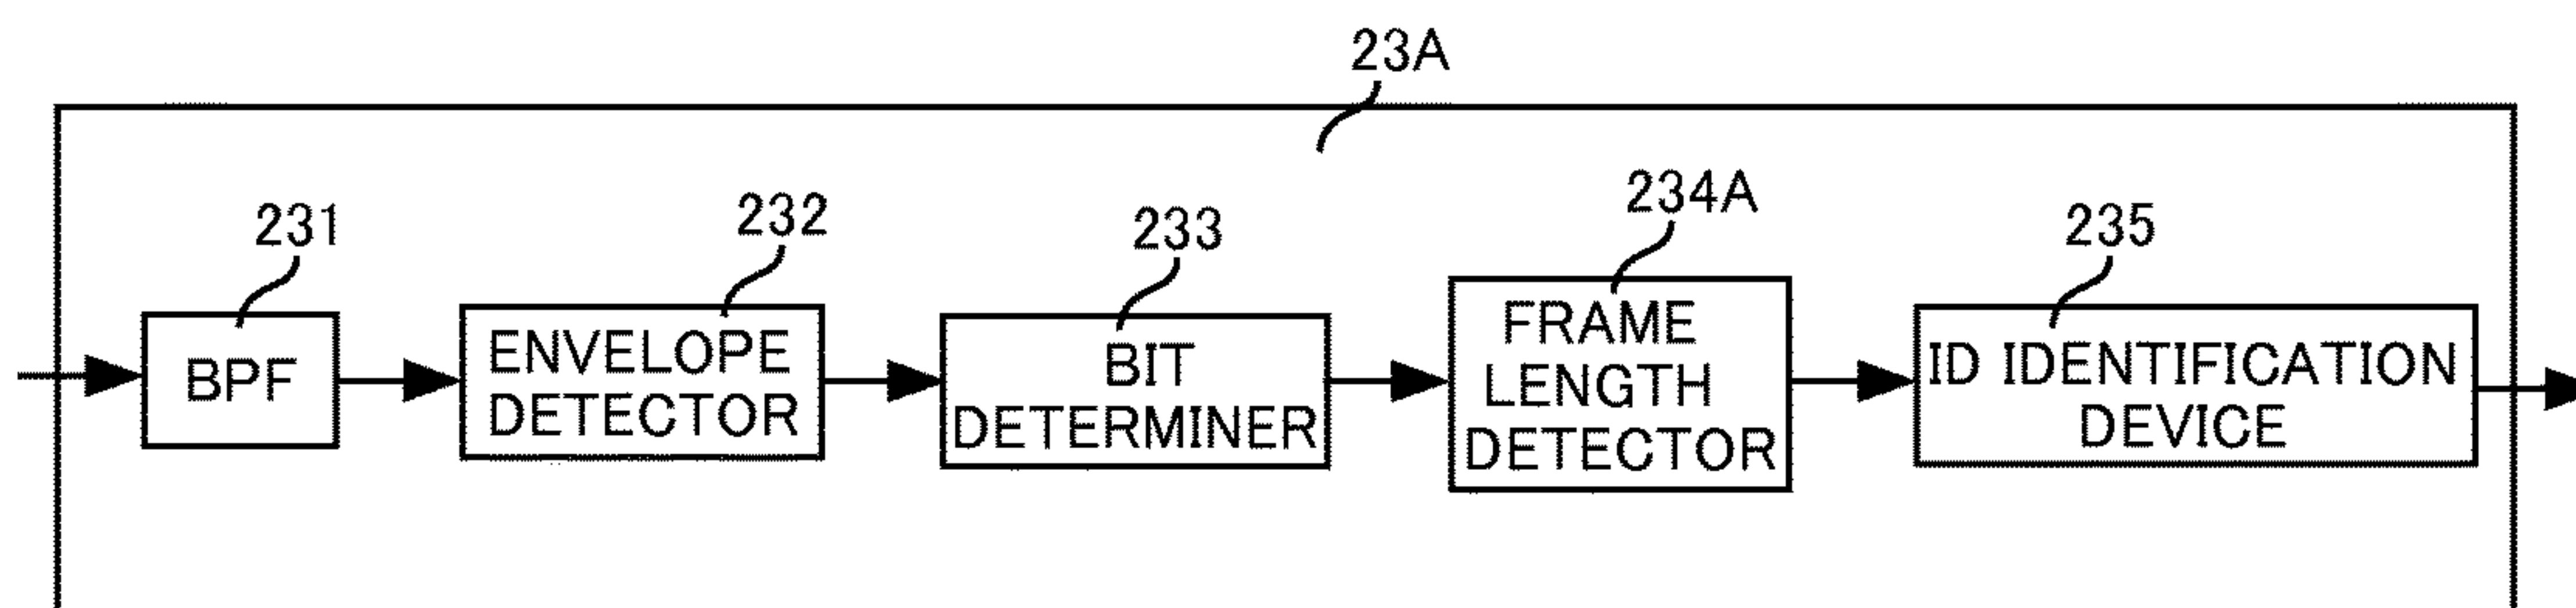 23A
231
232
233
234A
235
BPF
ENVELOPE
DETECTOR
BIT
DETERMINER
FRAME
LENGTH
DETECTOR
ID IDENTIFICATION
DEVICE